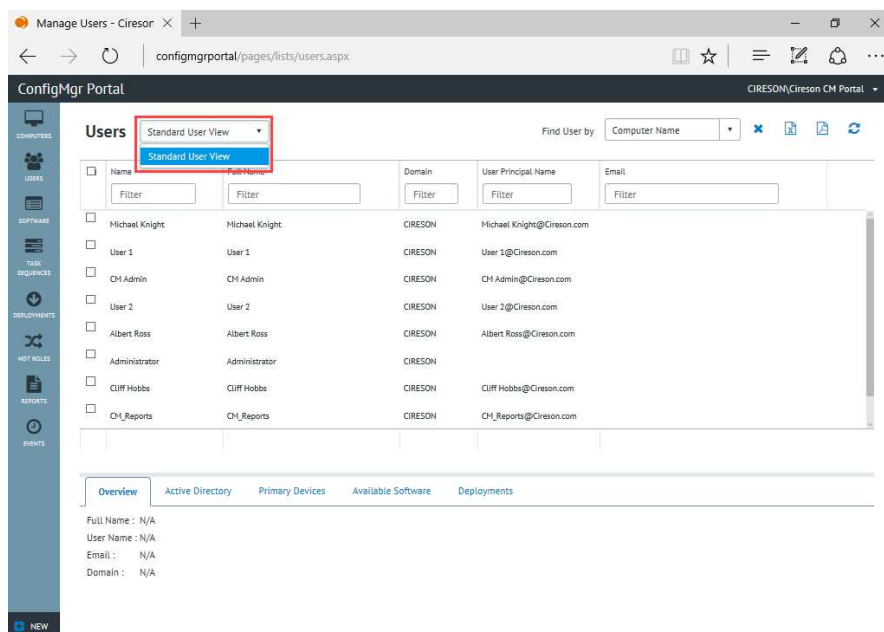 Manage Users - Ciresor
configmgrportal/pages/lists/users.aspx
ConfigMgr Portal
CIRESON\Cireson CM Portal
COMPUTERS
USERS
SOFTWARE
TASK
SEQUENCES
DEPLOYMENTS
MDT ROLES
REPORTS
EVENTS
NEW
Users Standard User View Find User by Computer Name
Standard User View
Name Full Name Domain User Principal Name Email
Filter Filter Filter Filter Filter
Michael Knight Michael Knight CIRESON Michael Knight@Cireson.com
User 1 User 1 CIRESON User 1@Cireson.com
CM Admin CM Admin CIRESON CM Admin@Cireson.com
User 2 User 2 CIRESON User 2@Cireson.com
Albert Ross Albert Ross CIRESON Albert Ross@Cireson.com
Administrator Administrator CIRESON
Cliff Hobbs Cliff Hobbs CIRESON Cliff Hobbs@Cireson.com
CM_Reports CM_Reports CIRESON CM_Reports@Cireson.com
Overview Active Directory Primary Devices Available Software Deployments
Full Name : N/A
User Name : N/A
Email : N/A
Domain : N/A